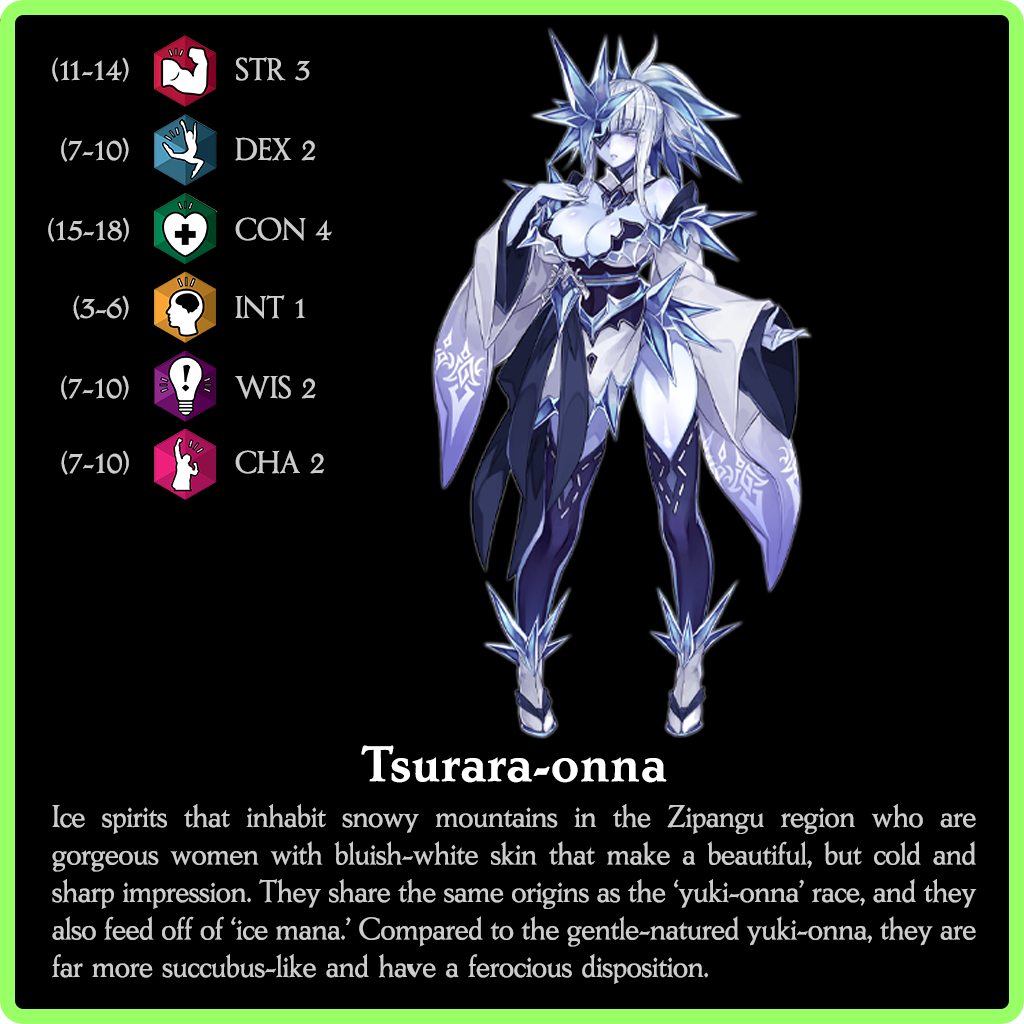 (11-14) STR 3
(7-10) DEX 2
(15-18) CON 4
(3-6) INT 1
(7-10) WIS 2
(7-10) CHA 2
Tsurara-onna
Ice spirits that inhabit snowy mountains in the Zipangu region who are
gorgeous women with bluish-white skin that make a beautiful, but cold and
sharp impression. They share the same origins as the ‘yuki-onna’ race, and they
also feed off of ‘ice mana.’ Compared to the gentle-natured yuki-onna, they are
far more succubus-like and have a ferocious disposition.